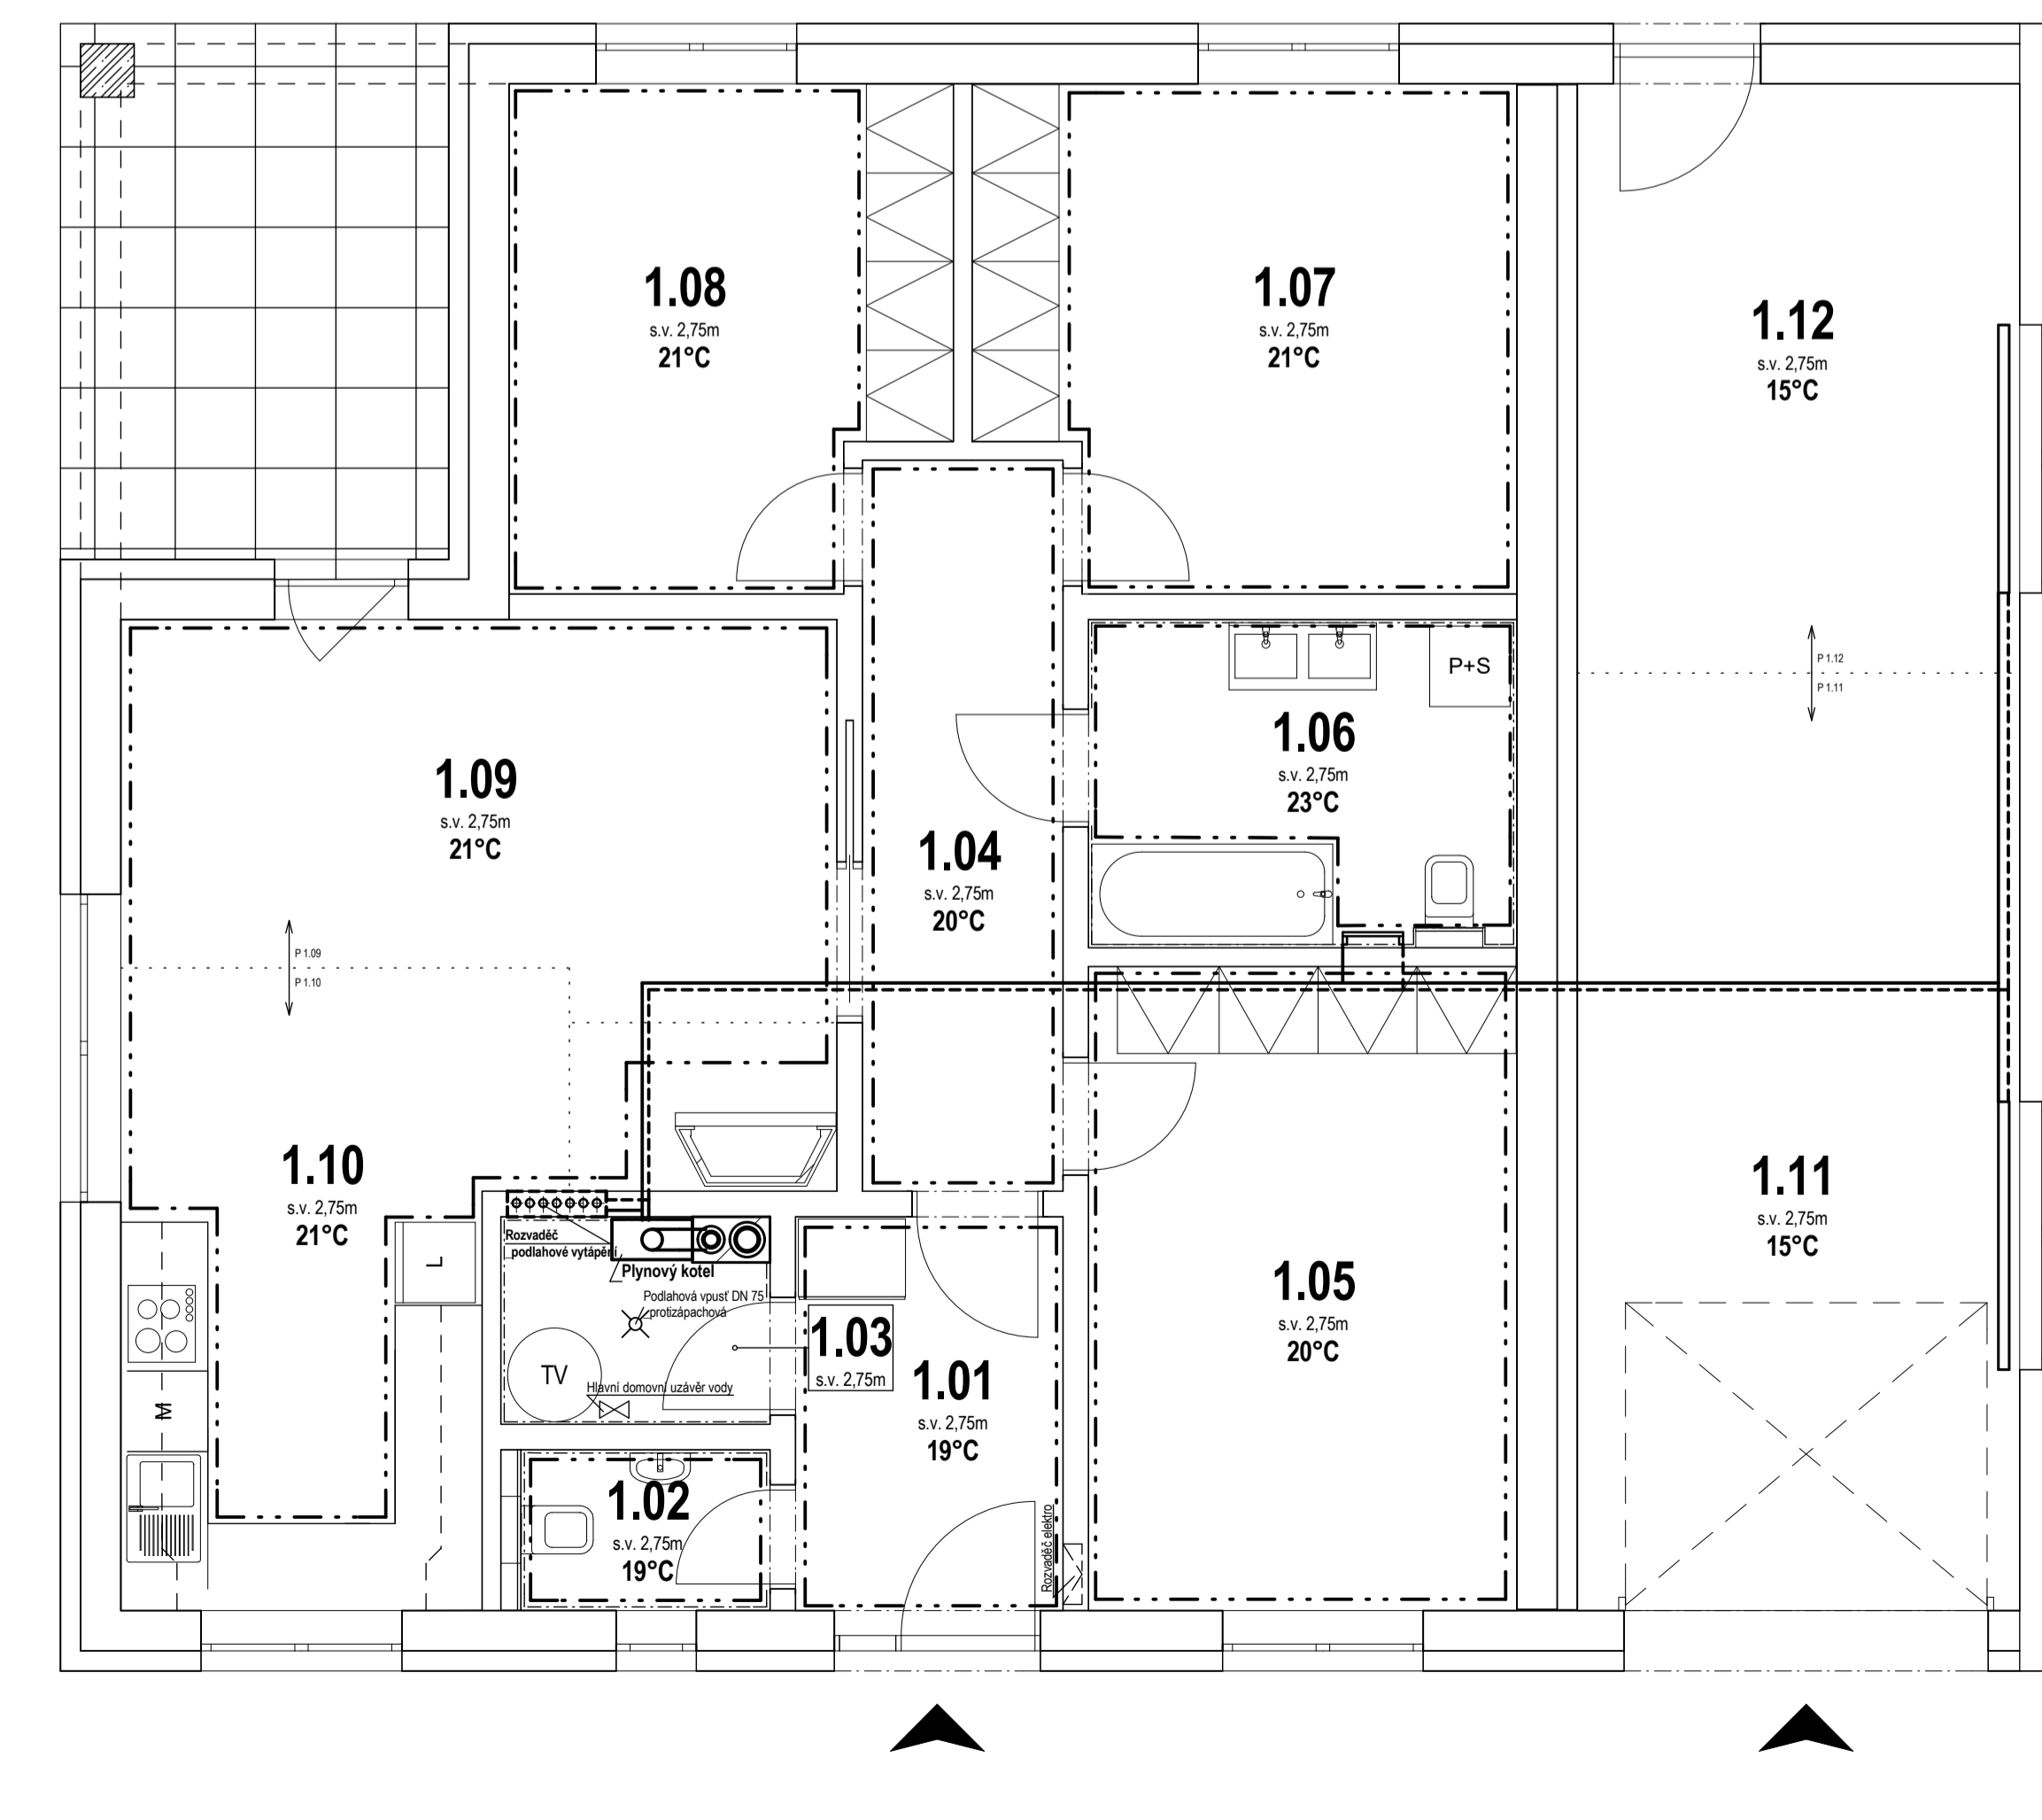 1.08
s.v. 2,75m
21°C
1.07
s.v. 2,75m
21°C
1.12
s.v. 2,75m
15°C
P+S
P 1.12
P 1.11
1.06
s.v. 2,75m
23°C
1.09
s.v. 2,75m
21°C
1.04
s.v. 2,75m
20°C
P 1.09
P 1.10
1.10
s.v. 2,75m
21°C
1.11
s.v. 2,75m
15°C
L
Rozvaděč
podlahové vytápění
Plynový kotel
Podlahová vpusť DN 75
protizápachová
1.03
s.v. 2,75m
1.05
s.v. 2,75m
20°C
TV
Hlavní domovní uzávěr vody
1.01
s.v. 2,75m
19°C
M
1.02
s.v. 2,75m
19°C
Rozvaděč elektro